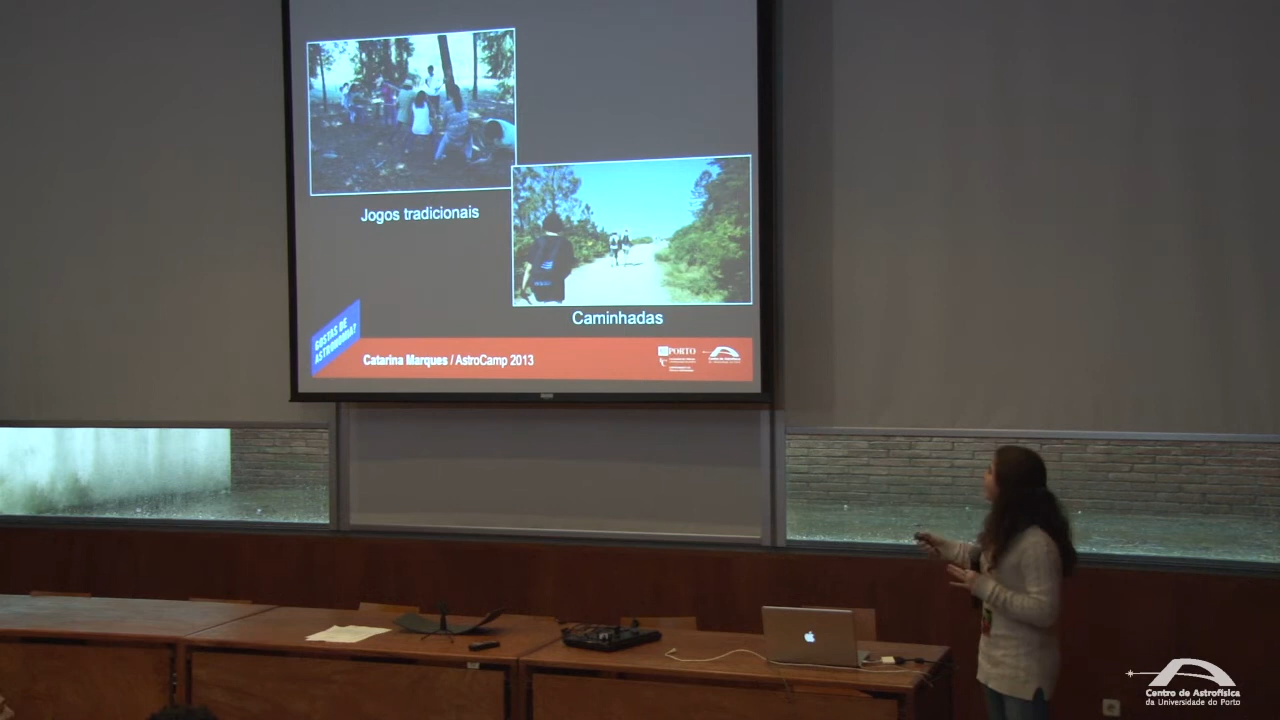 Jogos tradicionais
Caminhadas
GOSTAS DE
ASTRONOMIA?
Catarina Marques / AstroCamp 2013
PORTO
Centro de Astrofísica
da Universidade do Porto